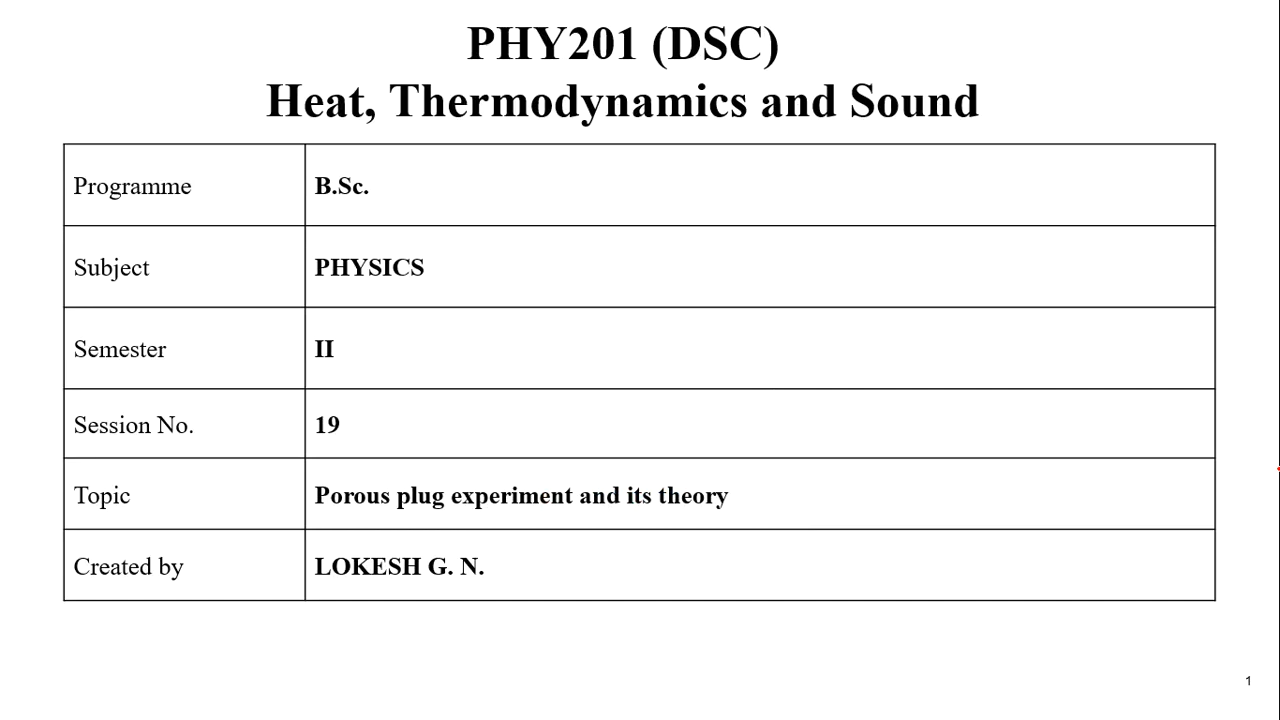 PHY201 (DSC)
Heat, Thermodynamics and Sound
Programme B.Sc.
Subject PHYSICS
Semester II
Session No. 19
Topic Porous plug experiment and its theory
Created by LOKESH G. N.
1